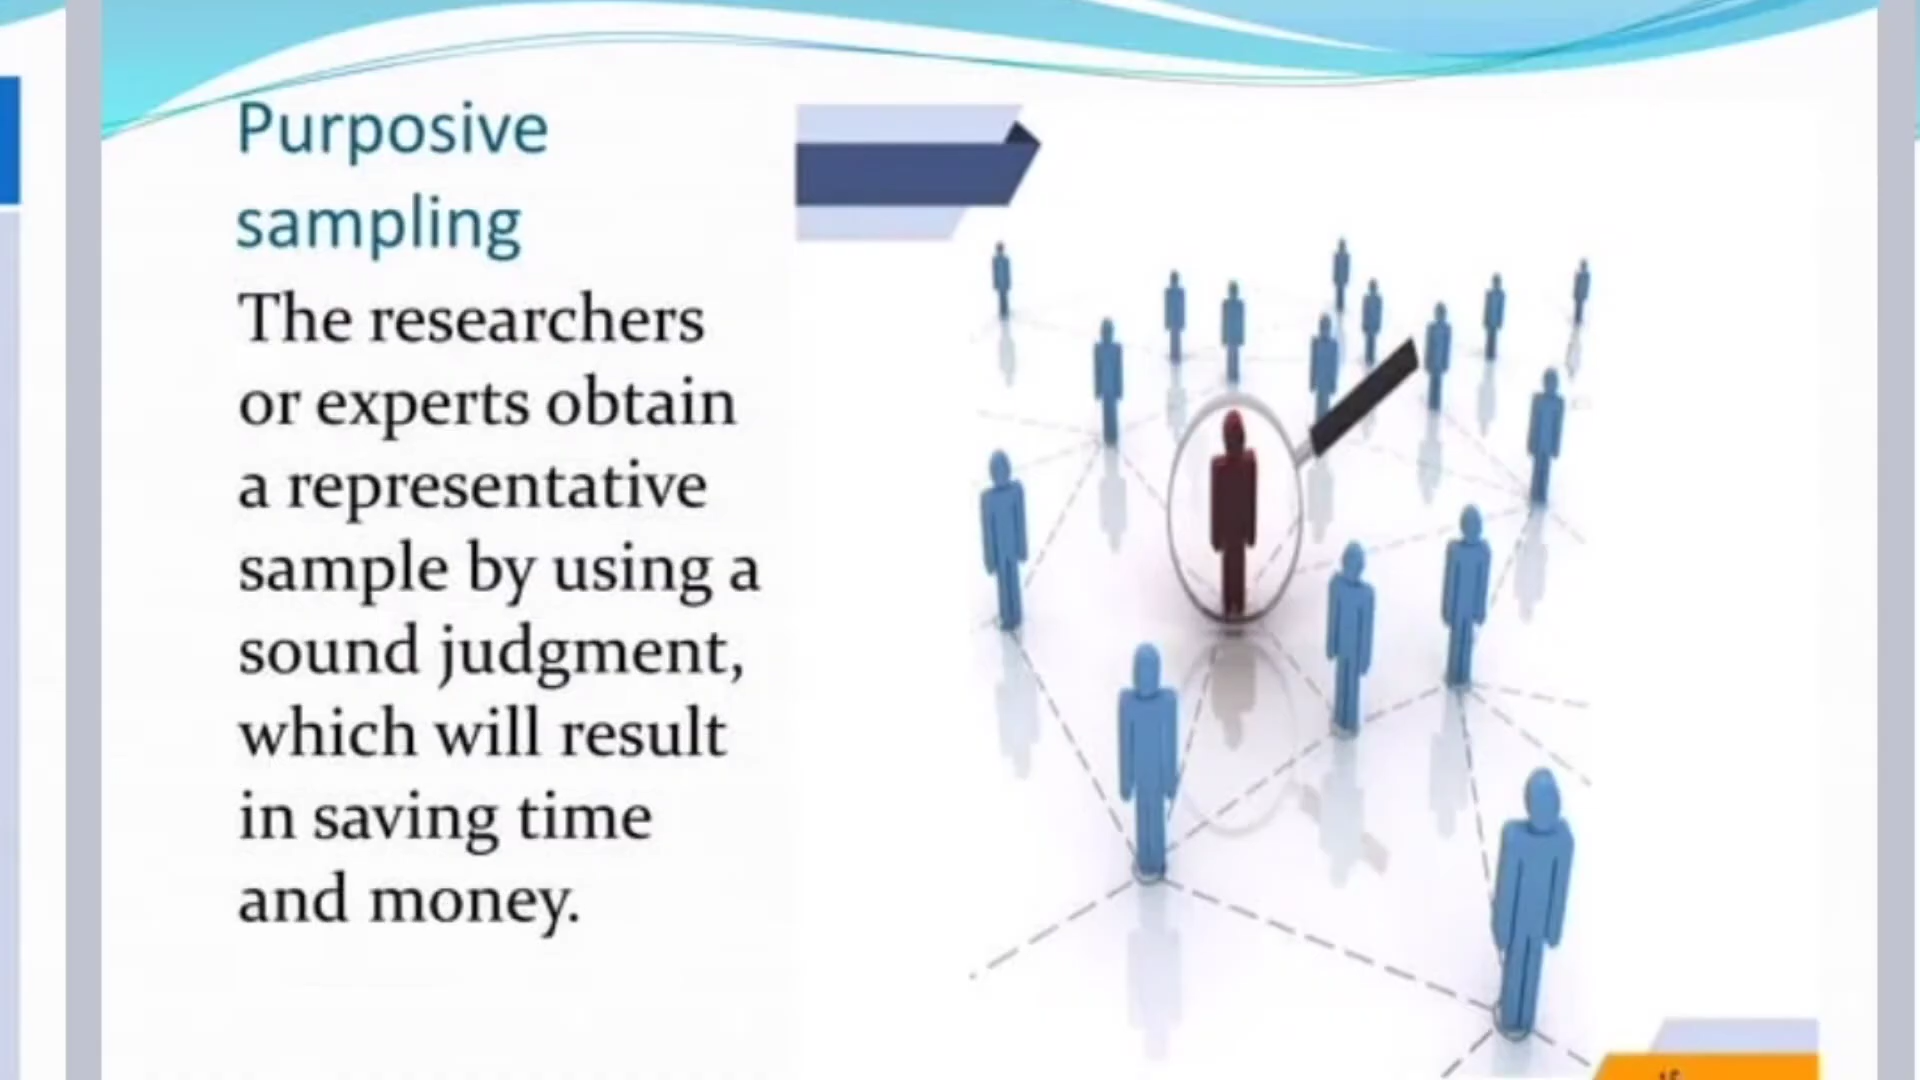 Purposive
sampling
The researchers
or experts obtain
a representative
sample by using a
sound judgment,
which will result
in saving time
and money.